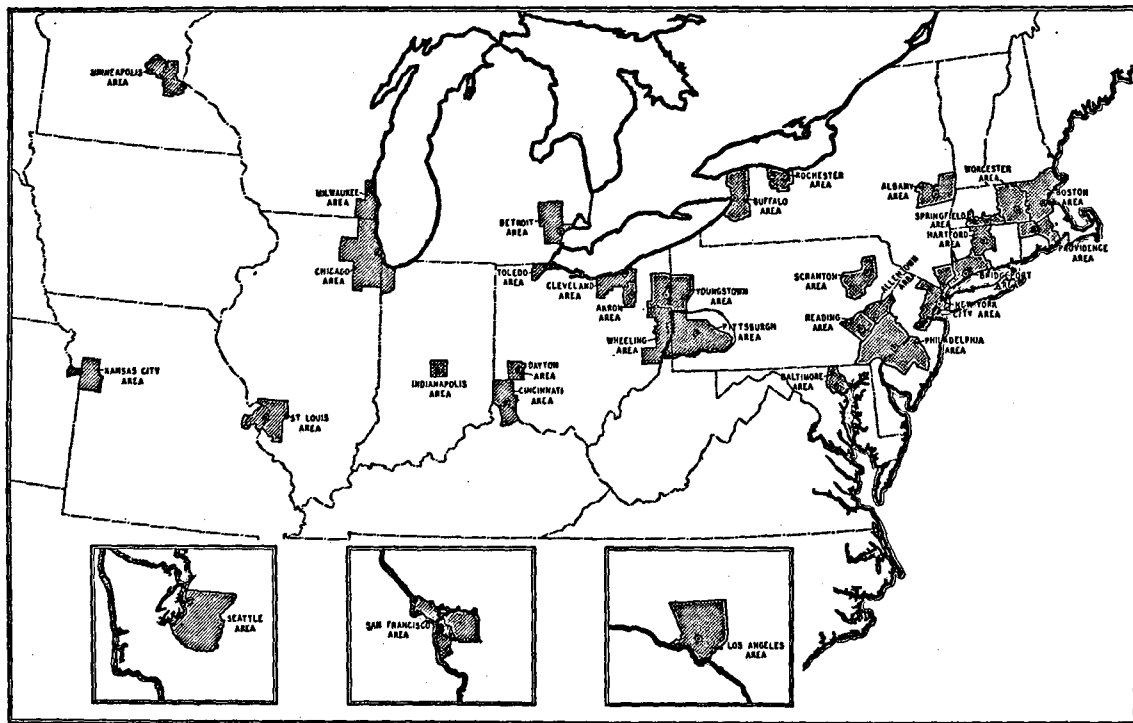 MINNEAPOLIS
AREA
MILWAUKEE
AREA
CHICAGO
AREA
DETROIT
AREA
TOLEDO
AREA
CLEVELAND
AREA
AKRON
AREA
BUFFALO
AREA
ROCHESTER
AREA
ALBANY
AREA
WORCESTER
AREA
BOSTON
AREA
SPRINGFIELD
AREA
HARTFORD
AREA
PROVIDENCE
AREA
BRIDGEPORT
AREA
SCRANTON
AREA
ALLENTOWN
AREA
NEW YORK
CITY AREA
YOUNGSTOWN
AREA
PITTSBURGH
AREA
WHEELING
AREA
READING
AREA
PHILADELPHIA
AREA
BALTIMORE
AREA
KANSAS CITY
AREA
ST LOUIS
AREA
INDIANAPOLIS
AREA
DAYTON
AREA
CINCINNATI
AREA
SEATTLE
AREA
SAN FRANCISCO
AREA
LOS ANGELES
AREA